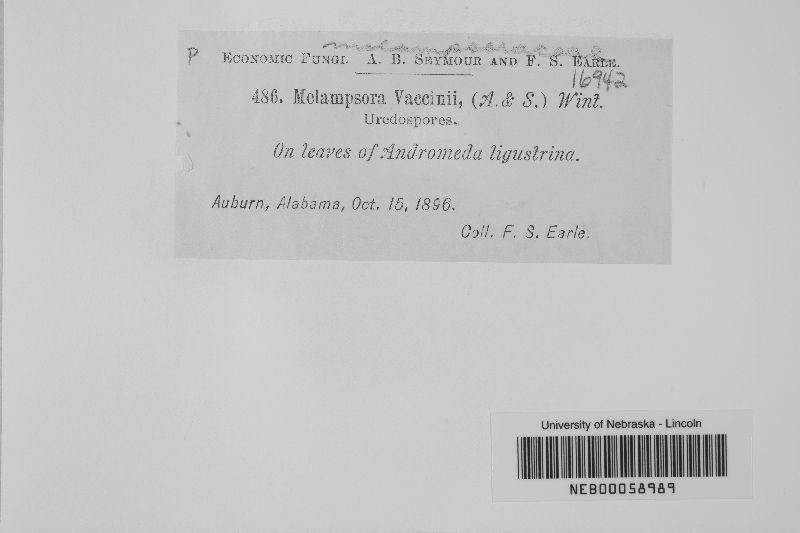 melampsoraceae
P Economic Fungi. A. B. Seymour and F. S. Earle.
16942
486. Melampsora Vaccinii, (A. & S.) Wint.
Uredospores.
On leaves of Andromeda ligustrina.
Auburn, Alabama, Oct. 15, 1896.
Coll. F. S. Earle.
University of Nebraska - Lincoln
NEB00058989